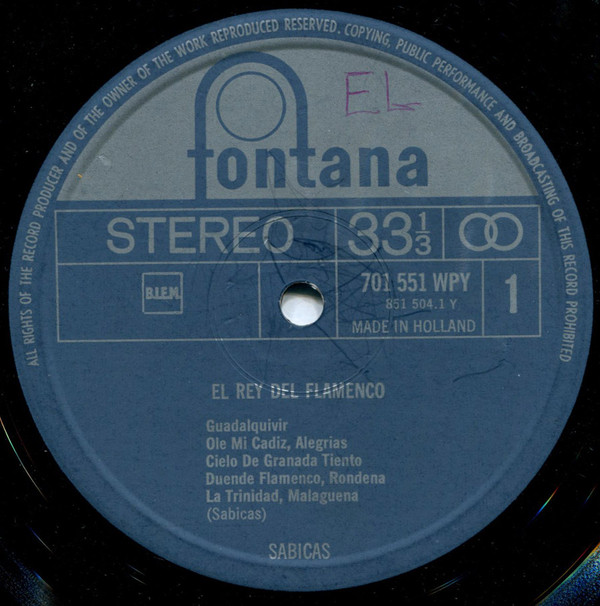 ALL RIGHTS OF THE RECORD PRODUCER AND OF THE OWNER OF THE WORK REPRODUCED RESERVED. COPYING, PUBLIC PERFORMANCE AND BROADCASTING OF THIS RECORD PROHIBITED
EL
fontana
STEREO 33 1/3
B.I.E.M.
701 551 WPY
851 504.1 Y
MADE IN HOLLAND
1
EL REY DEL FLAMENCO
Guadalquivir
Ole Mi Cadiz, Alegrias
Cielo De Granada Tiento
Duende Flamenco, Rondena
La Trinidad, Malaguena
(Sabicas)
SABICAS